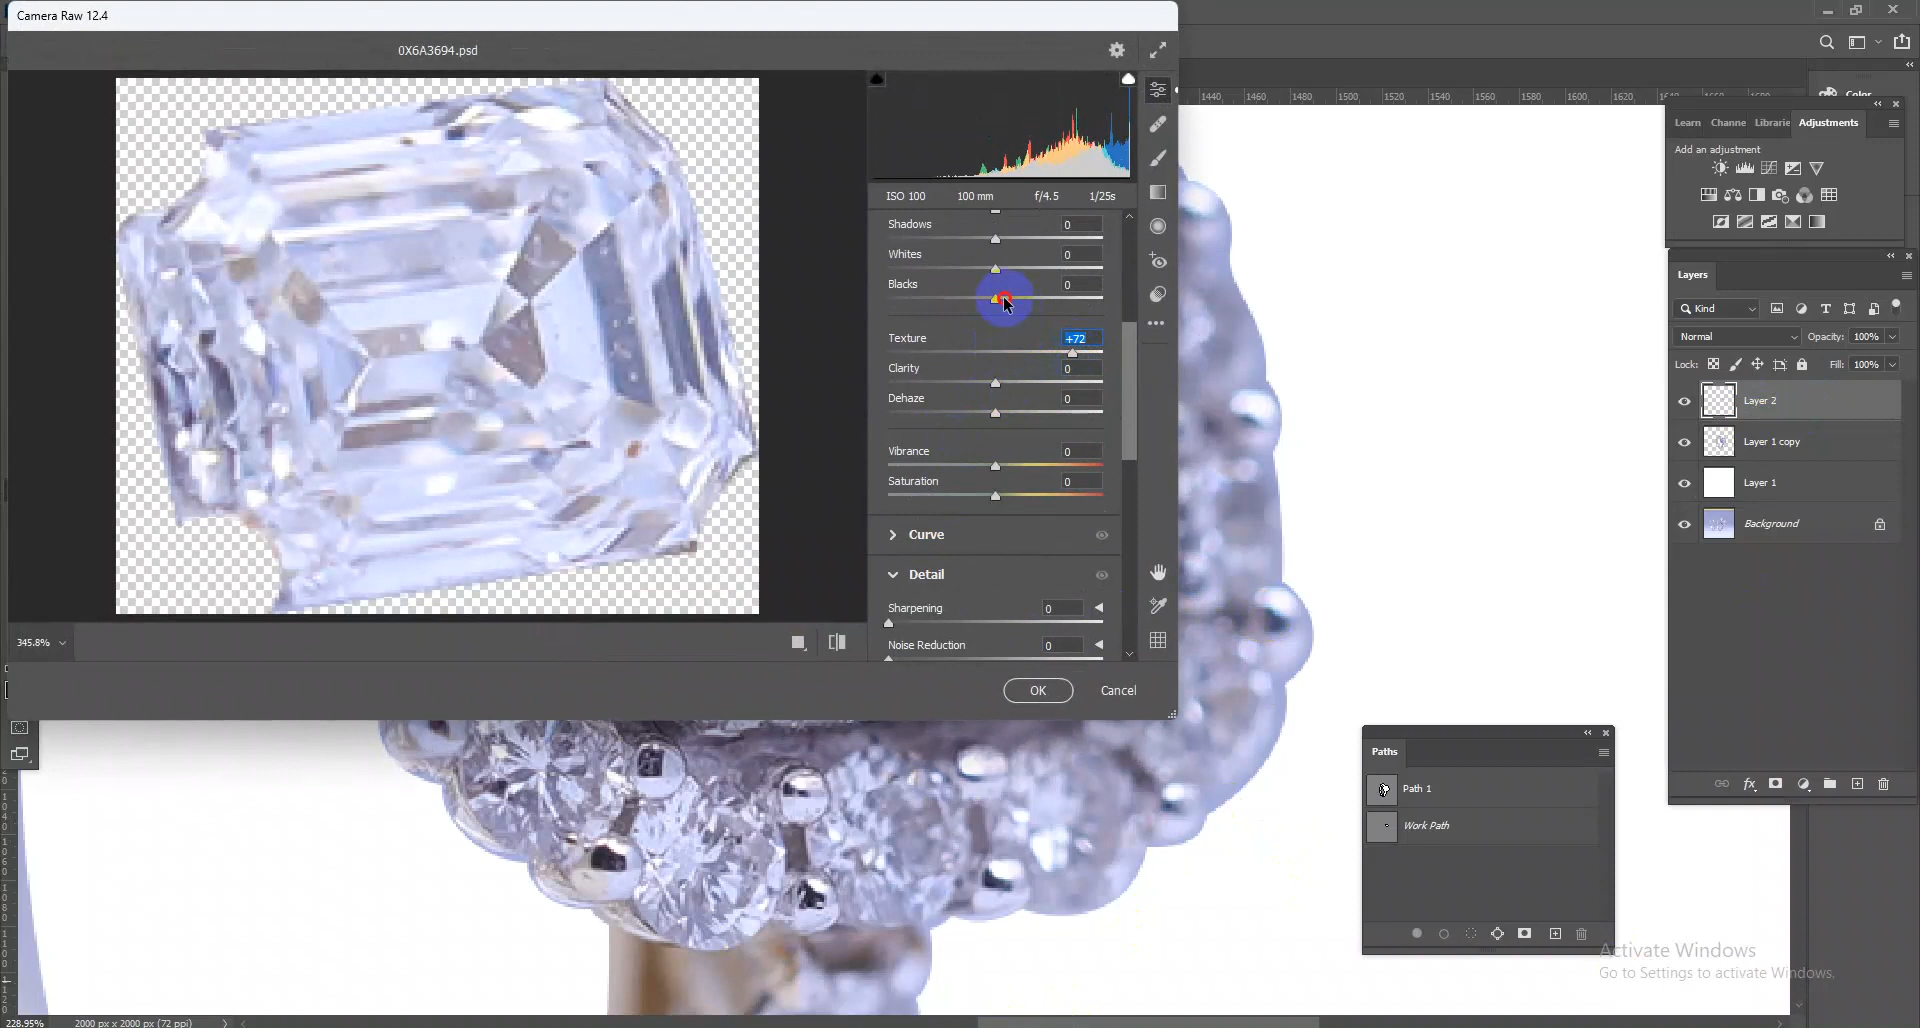 Camera Raw 12.4
0X6A3694.psd
ISO 100 100 mm f/4.5 1/25s
Shadows 0
Whites 0
Blacks 0
Texture +72
Clarity 0
Dehaze 0
Vibrance 0
Saturation 0
Curve
Detail
Sharpening 0
Noise Reduction 0
345.8%
OK Cancel
1440 1460 1480 1500 1520 1540 1560 1580 1600 1620
Color
Learn Channe Librarie Adjustments
Add an adjustment
Layers
Kind
Normal Opacity: 100%
Lock: Fill: 100%
Layer 2
Layer 1 copy
Layer 1
Background
Paths
Path 1
Work Path
Activate Windows
Go to Settings to activate Windows.
228.95% 2000 px x 2000 px (72 ppi)